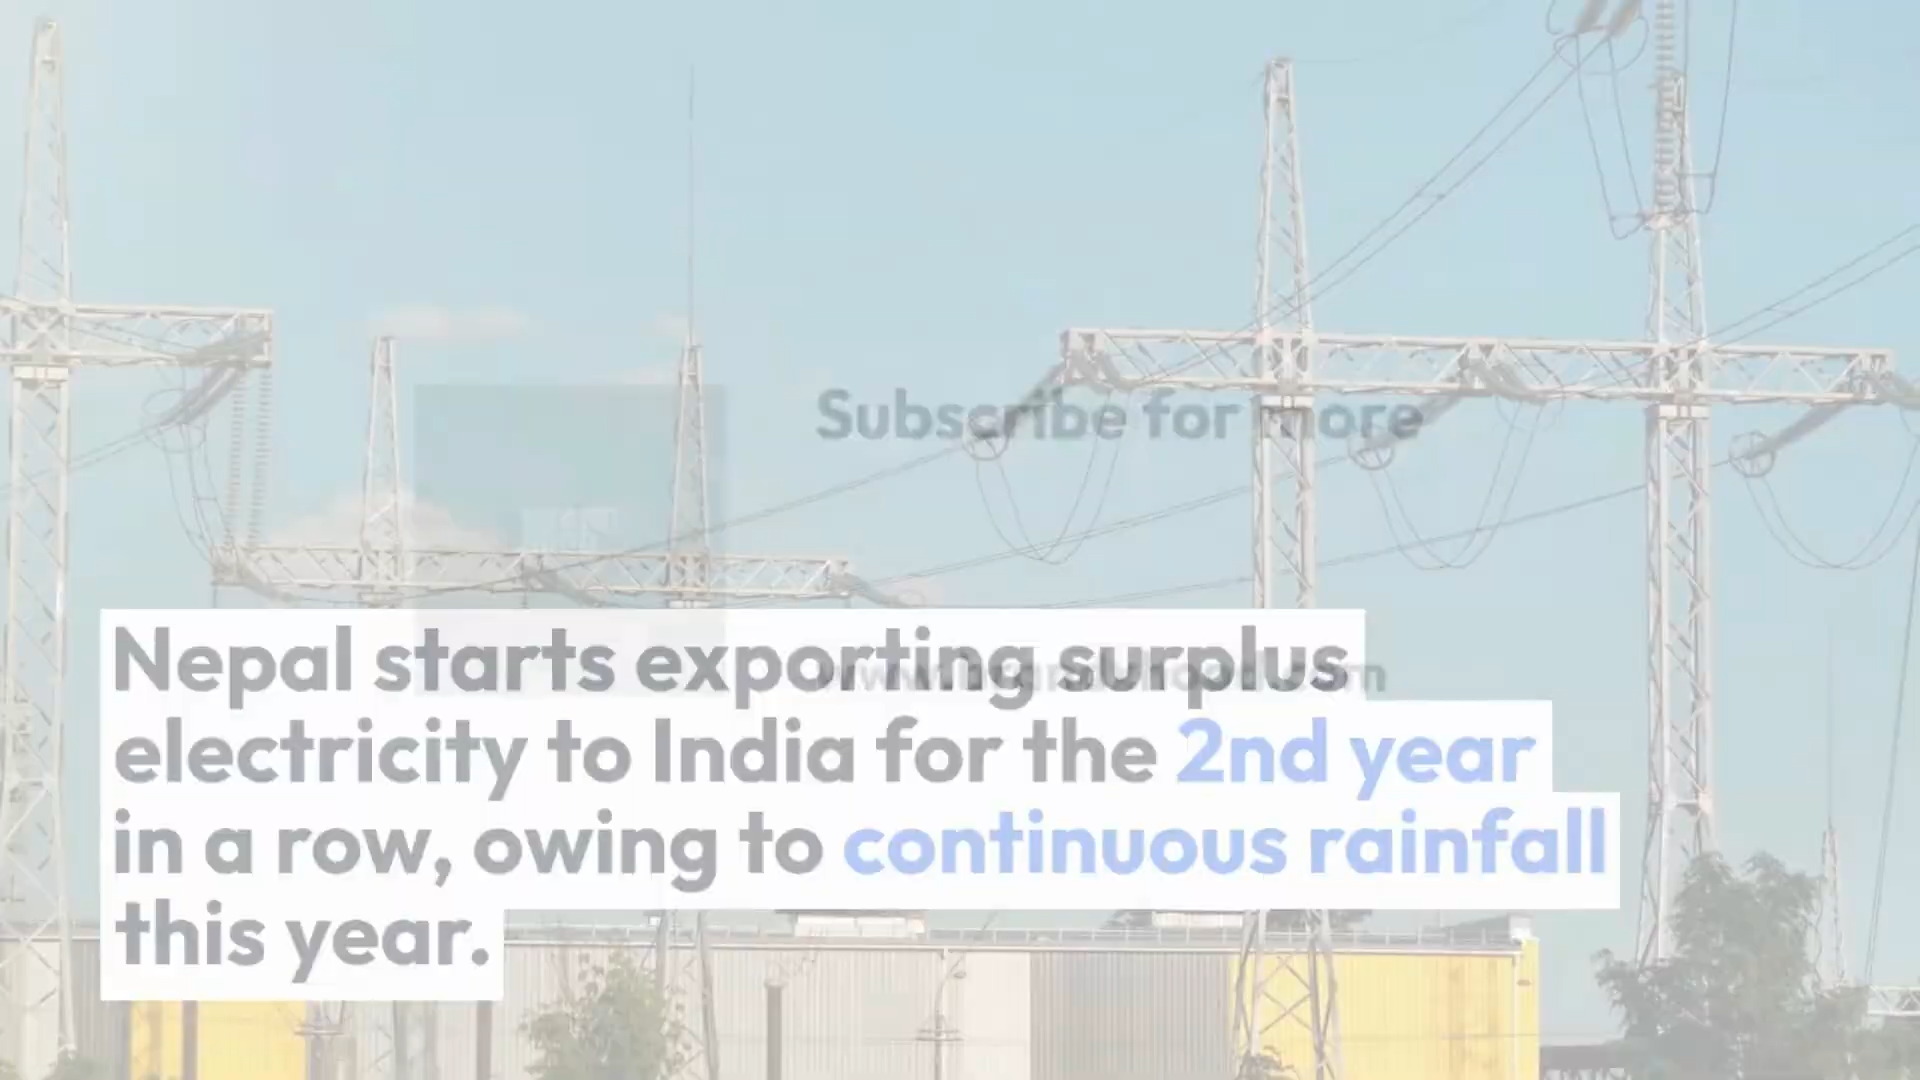 Subscribe for more
Nepal starts exporting surplus
electricity to India for the 2nd year
in a row, owing to continuous rainfall
this year.